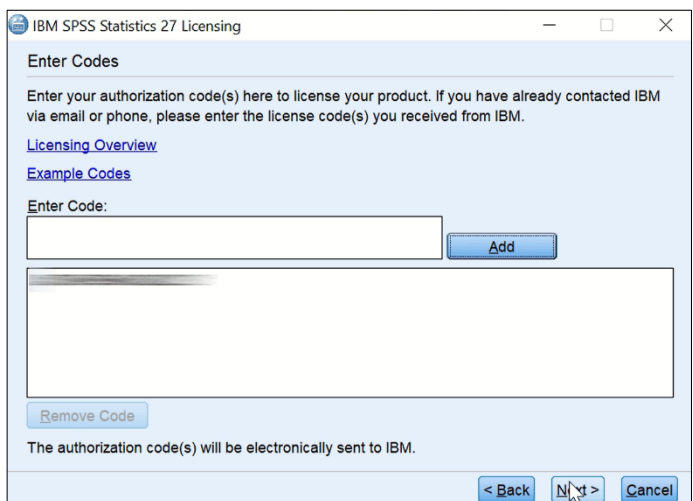 IBM SPSS Statistics 27 Licensing
Enter Codes
Enter your authorization code(s) here to license your product. If you have already contacted IBM
via email or phone, please enter the license code(s) you received from IBM.
Licensing Overview
Example Codes
Enter Code:
Add
Remove Code
The authorization code(s) will be electronically sent to IBM.
< Back Next > Cancel